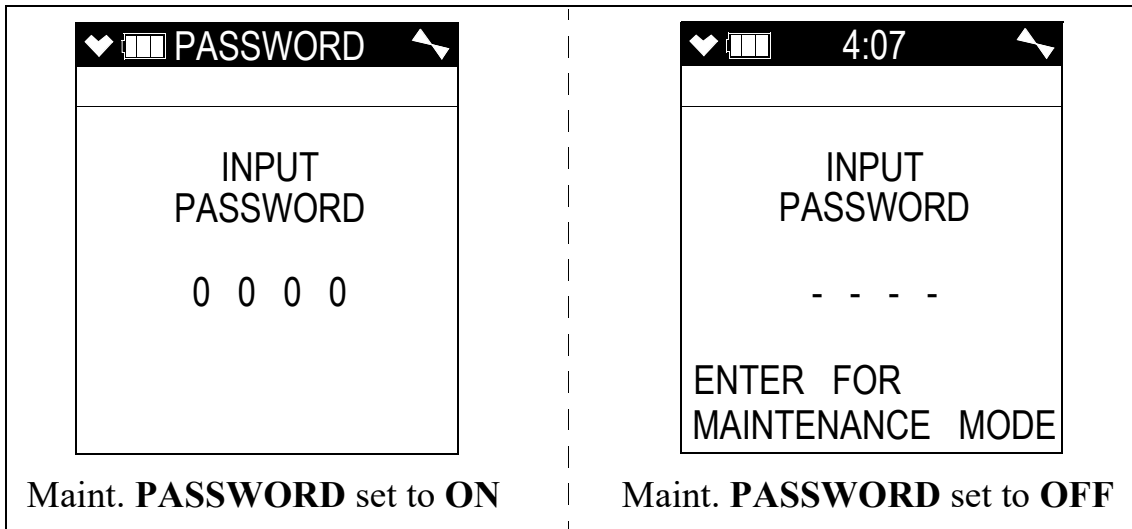 PASSWORD
INPUT
PASSWORD
0 0 0 0
Maint. PASSWORD set to ON
4:07
INPUT
PASSWORD
- - - -
ENTER FOR
MAINTENANCE MODE
Maint. PASSWORD set to OFF